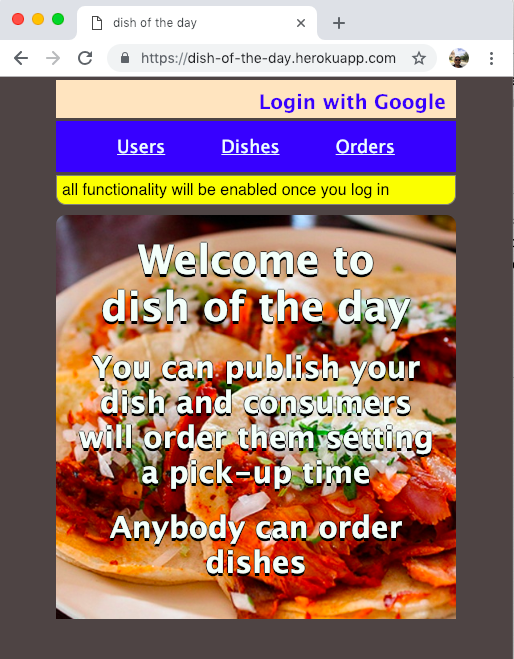 dish of the day
https://dish-of-the-day.herokuapp.com
Login with Google
Users Dishes Orders
all functionality will be enabled once you log in
Welcome to
dish of the day
You can publish your
dish and consumers
will order them setting
a pick-up time
Anybody can order
dishes